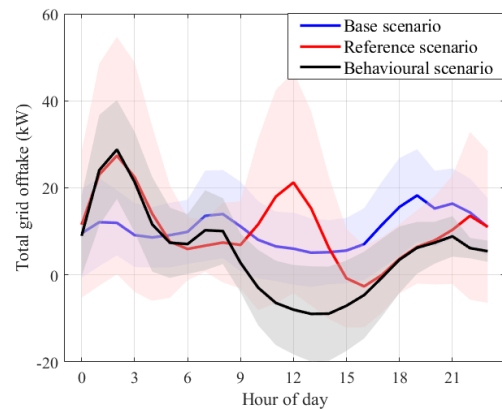 60
40
20
0
-20
Total grid offtake (kW)
Base scenario
Reference scenario
Behavioural scenario
0 3 6 9 12 15 18 21
Hour of day